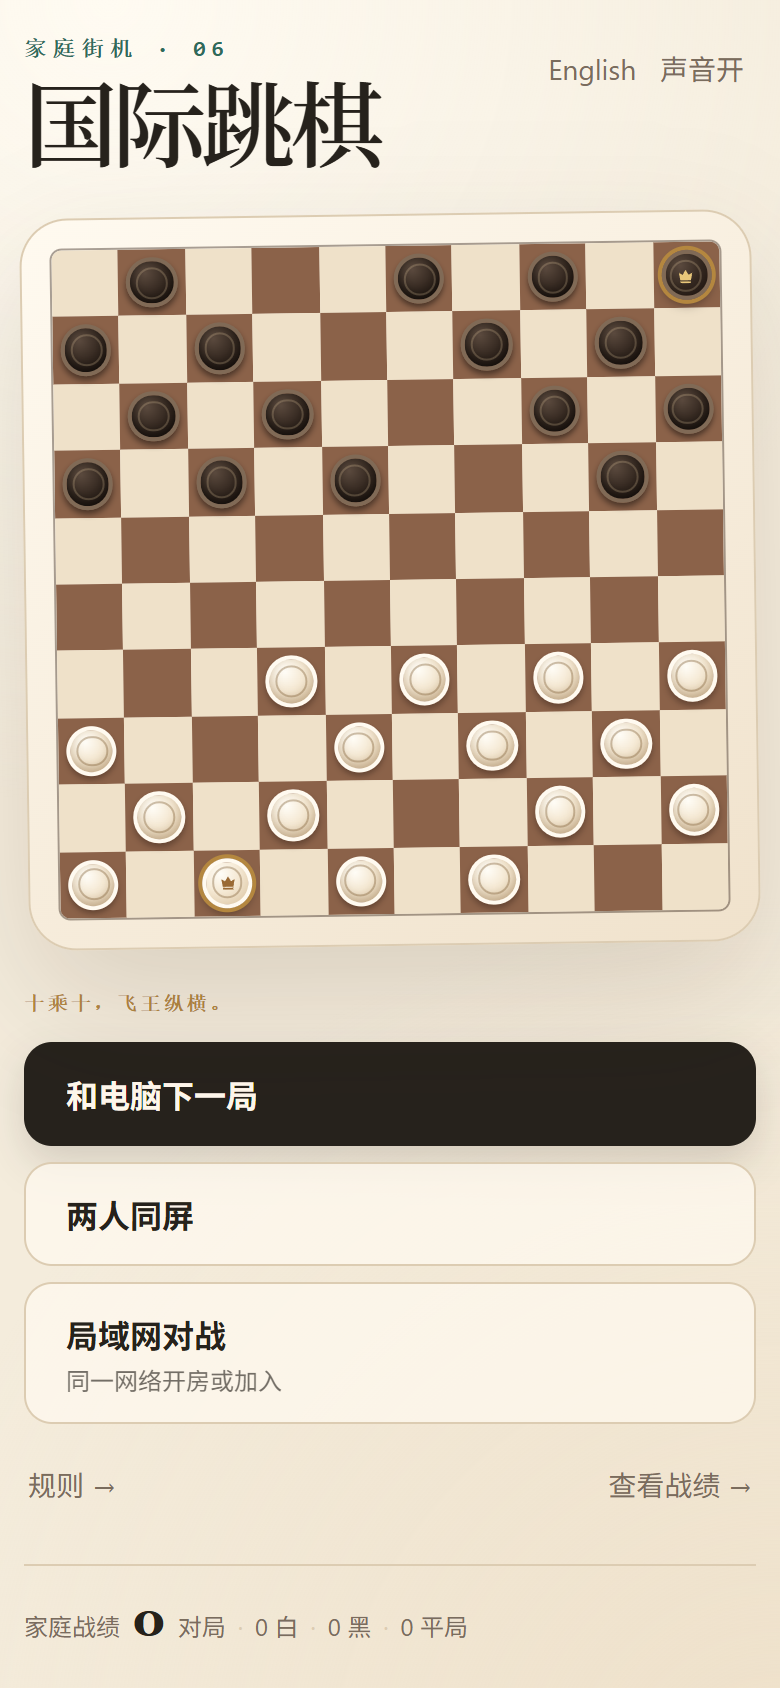 家庭街机 · 06
国际跳棋
English 声音开
十乘十，飞王纵横。
和电脑下一局
两人同屏
局域网对战
同一网络开房或加入
规则 →
查看战绩 →
家庭战绩 0 对局 · 0 白 · 0 黑 · 0 平局